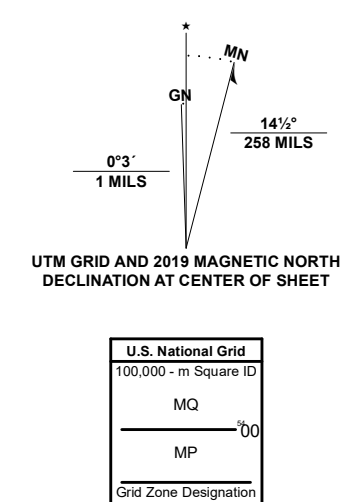 ★
MN
GN
14½°
258 MILS
0°3´
1 MILS
UTM GRID AND 2019 MAGNETIC NORTH
DECLINATION AT CENTER OF SHEET
U.S. National Grid
100,000 - m Square ID
MQ
⁵⁴00
MP
Grid Zone Designation